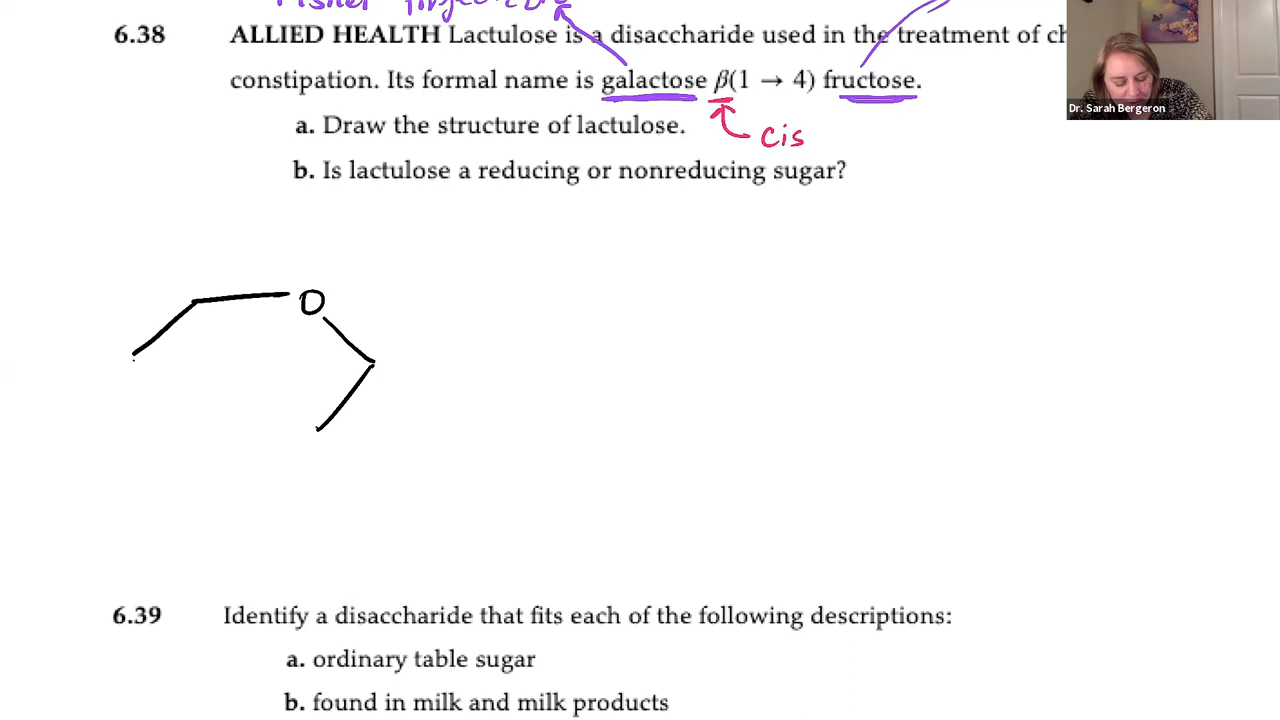 6.38 ALLIED HEALTH Lactulose is a disaccharide used in the treatment of
constipation. Its formal name is galactose β(1 → 4) fructose.
a. Draw the structure of lactulose.
cis
b. Is lactulose a reducing or nonreducing sugar?
O
6.39 Identify a disaccharide that fits each of the following descriptions:
a. ordinary table sugar
b. found in milk and milk products
Dr. Sarah Bergeron